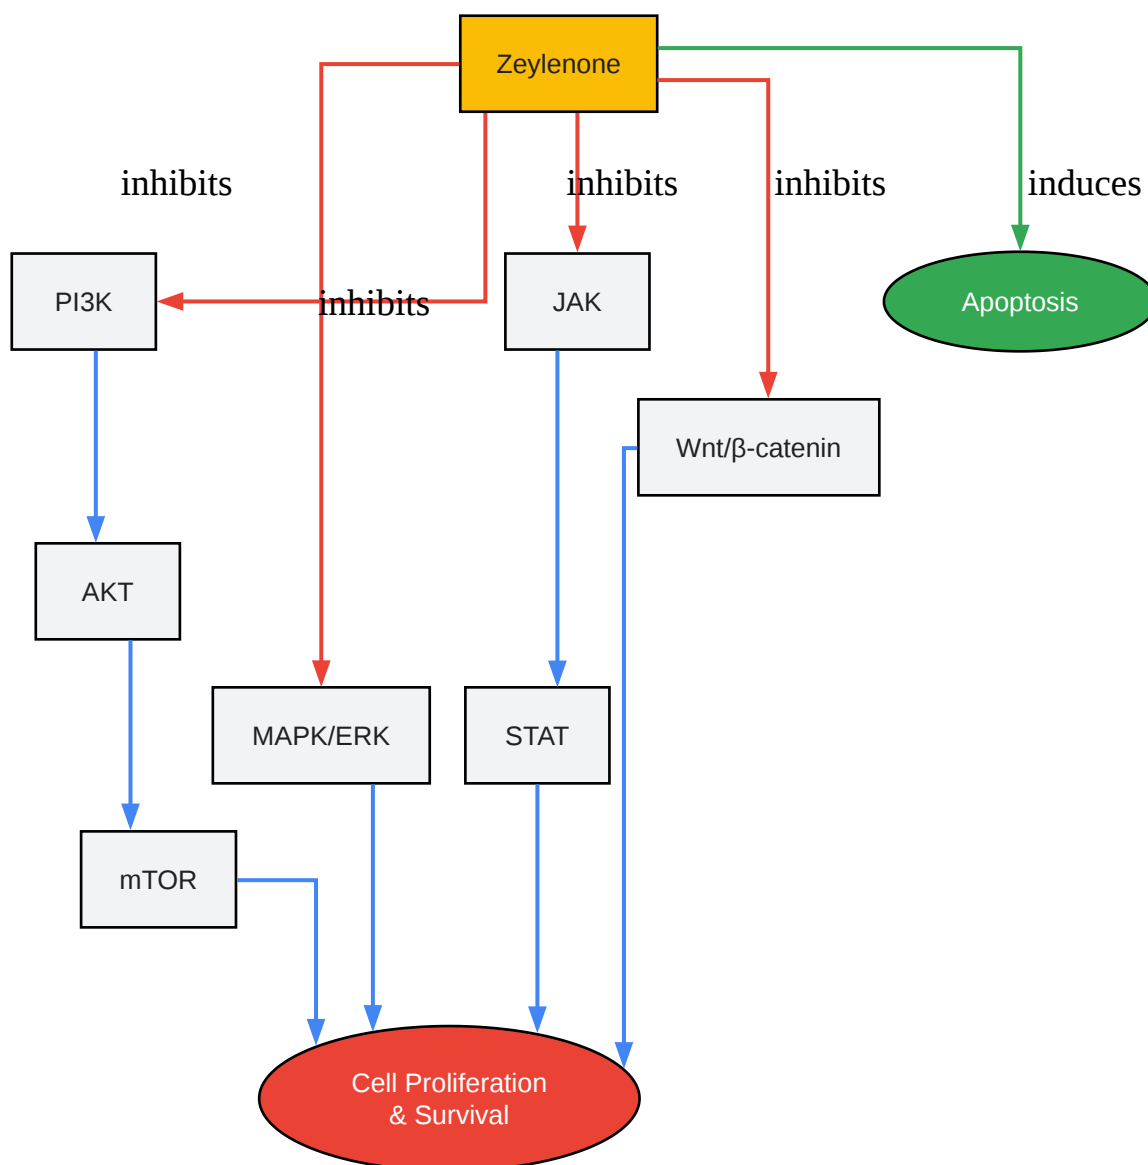 Zeylenone
inhibits
inhibits
inhibits
induces
PI3K
inhibits
JAK
Apoptosis
Wnt/β-catenin
AKT
MAPK/ERK
STAT
mTOR
Cell Proliferation
& Survival